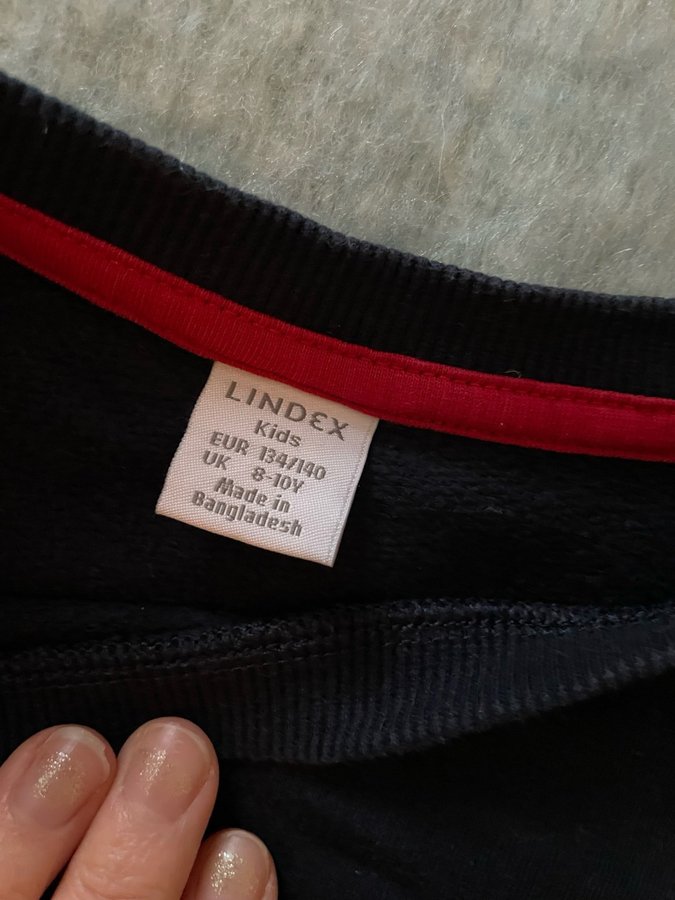 LINDEX
Kids
EUR 134/140
UK 8-10Y
Made in
Bangladesh